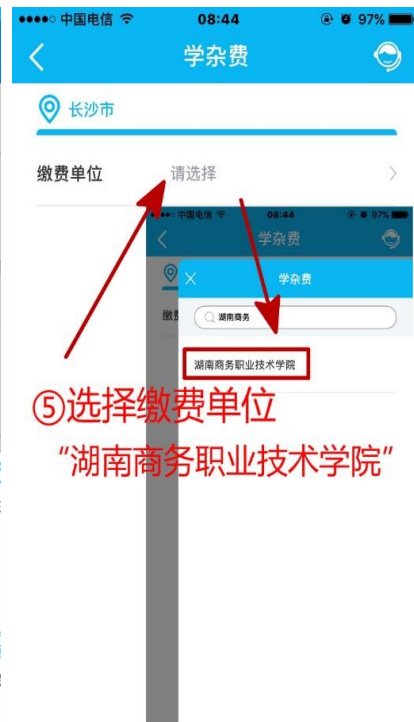 中国电信 08:44 97%
学杂费
长沙市
缴费单位 请选择
中国电信 08:44 97%
学杂费
学杂费
缴费
湖南商务
湖南商务职业技术学院
⑤选择缴费单位
“湖南商务职业技术学院”